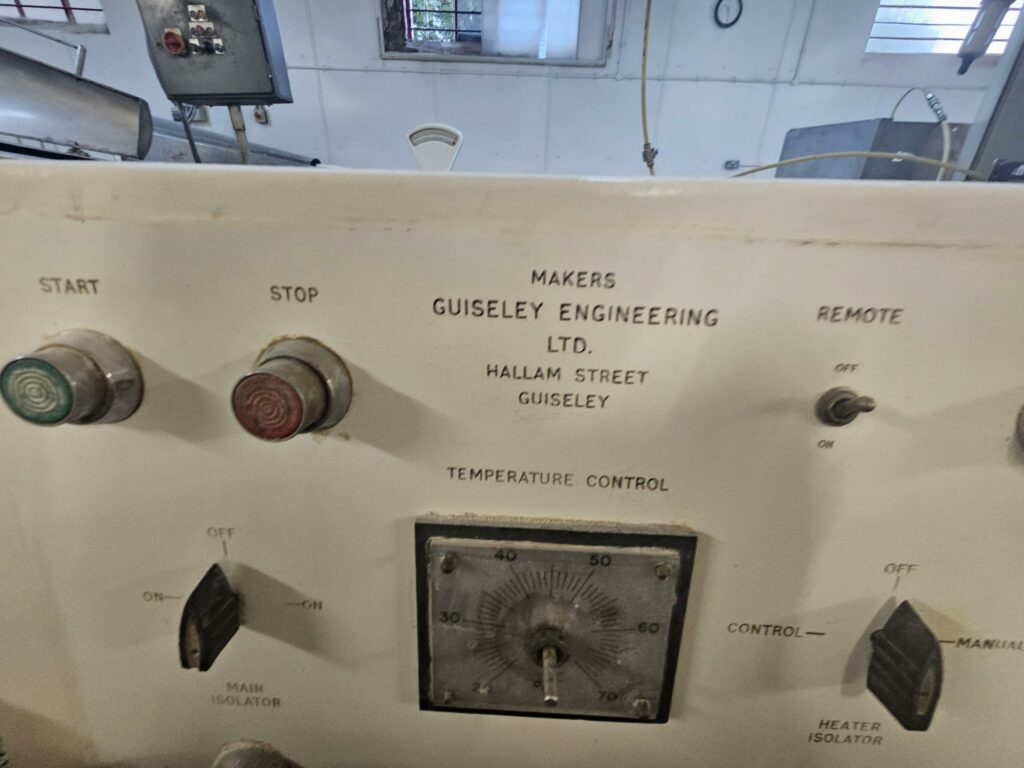 START
STOP
MAKERS
GUISELEY ENGINEERING
LTD.
HALLAM STREET
GUISELEY
REMOTE
OFF
ON
TEMPERATURE CONTROL
40
50
30
60
20
70
OFF
ON
ON
MAIN
ISOLATOR
OFF
CONTROL
MANUAL
HEATER
ISOLATOR